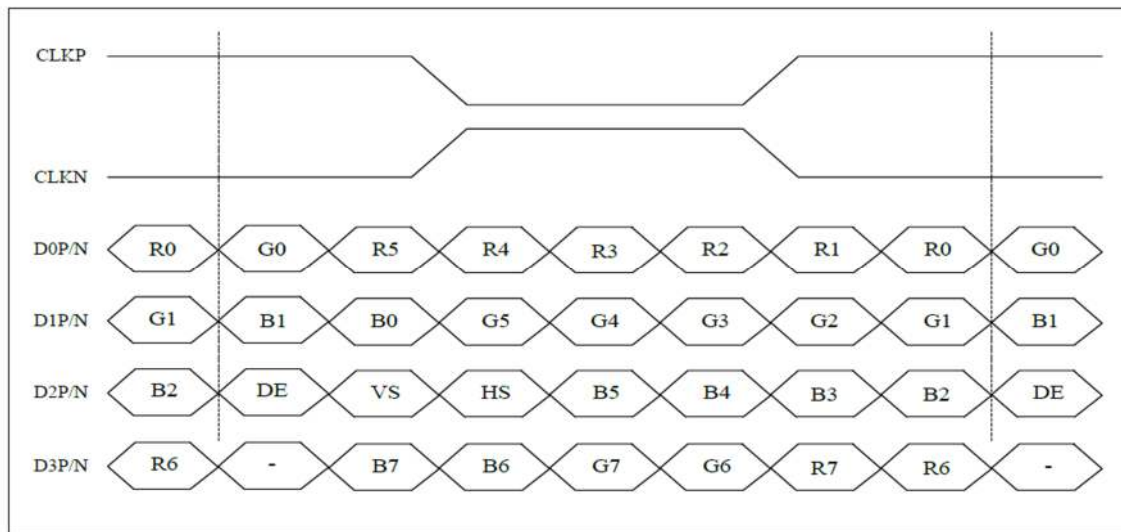 CLKP
CLKN
D0P/N R0 G0 R5 R4 R3 R2 R1 R0 G0
D1P/N G1 B1 B0 G5 G4 G3 G2 G1 B1
D2P/N B2 DE VS HS B5 B4 B3 B2 DE
D3P/N R6 - B7 B6 G7 G6 R7 R6 -